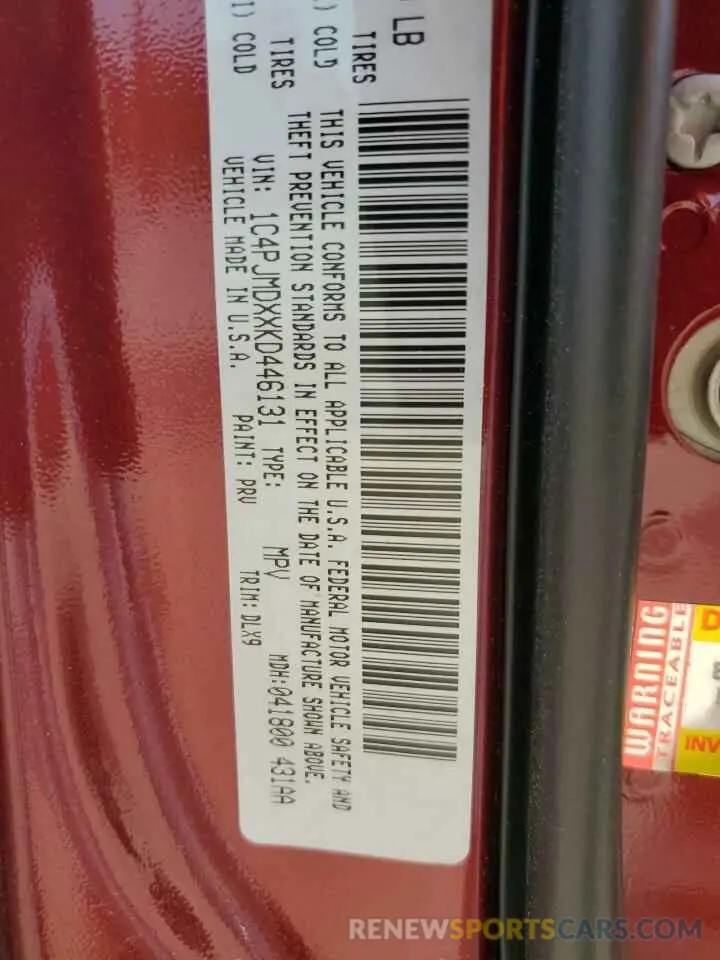 LB
TIRES
) COLD
TIRES
I) COLD
THIS VEHICLE CONFORMS TO ALL APPLICABLE U.S.A. FEDERAL MOTOR VEHICLE SAFETY AND
THEFT PREVENTION STANDARDS IN EFFECT ON THE DATE OF MANUFACTURE SHOWN ABOVE.
VIN: 1C4PJMDXXKD446131 TYPE: MPV MDH:041800 431AA
VEHICLE MADE IN U.S.A. PAINT: PRV TRIM: DLX9
WARNING
TRACEABLE
INV
RENEWSPORTSCARS.COM